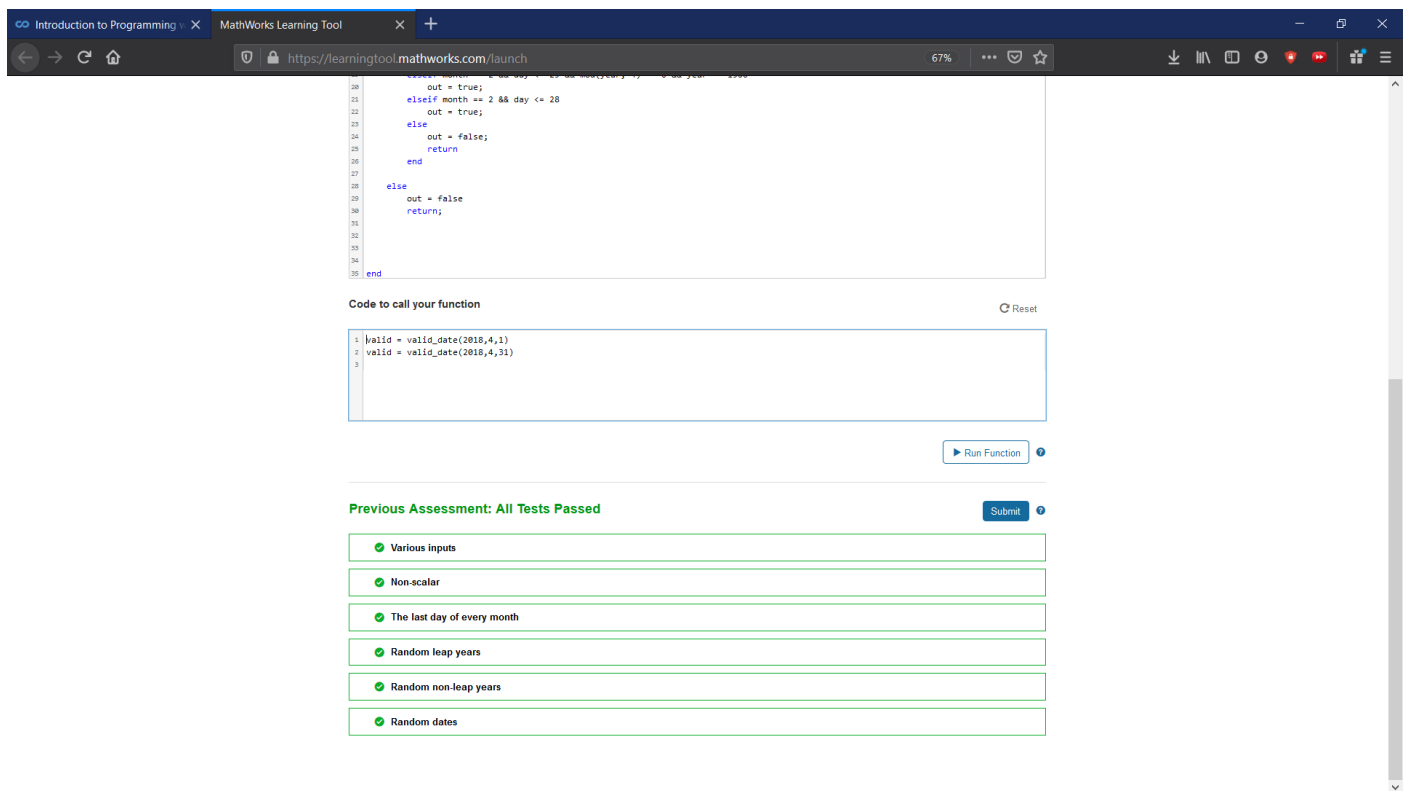 Introduction to Programming
MathWorks Learning Tool
https://learningtool.mathworks.com/launch
67%
20 out = true;
21 elseif month == 2 && day <= 28
22 out = true;
23 else
24 out = false;
25 return
26 end
27
28 else
29 out = false
30 return;
31
32
33
34
35 end
Code to call your function
Reset
1 valid = valid_date(2018,4,1)
2 valid = valid_date(2018,4,31)
3
Run Function
Previous Assessment: All Tests Passed
Submit
Various inputs
Non-scalar
The last day of every month
Random leap years
Random non-leap years
Random dates